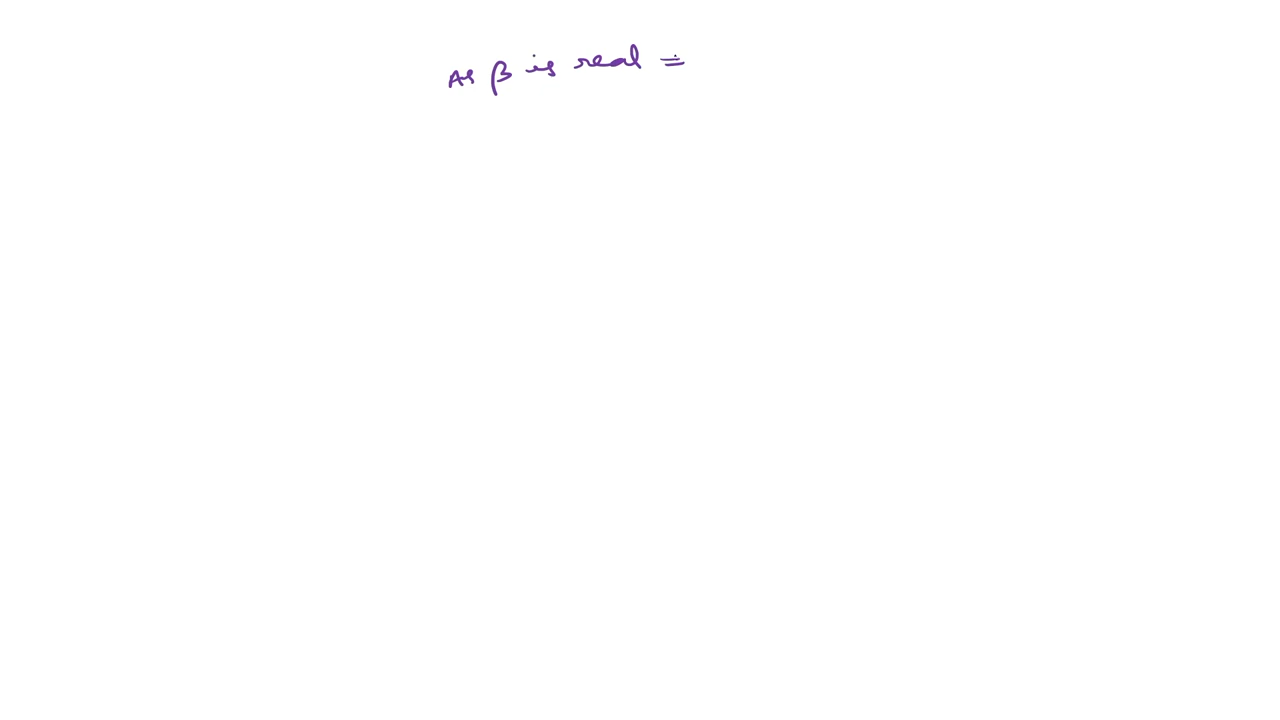 As β is real =